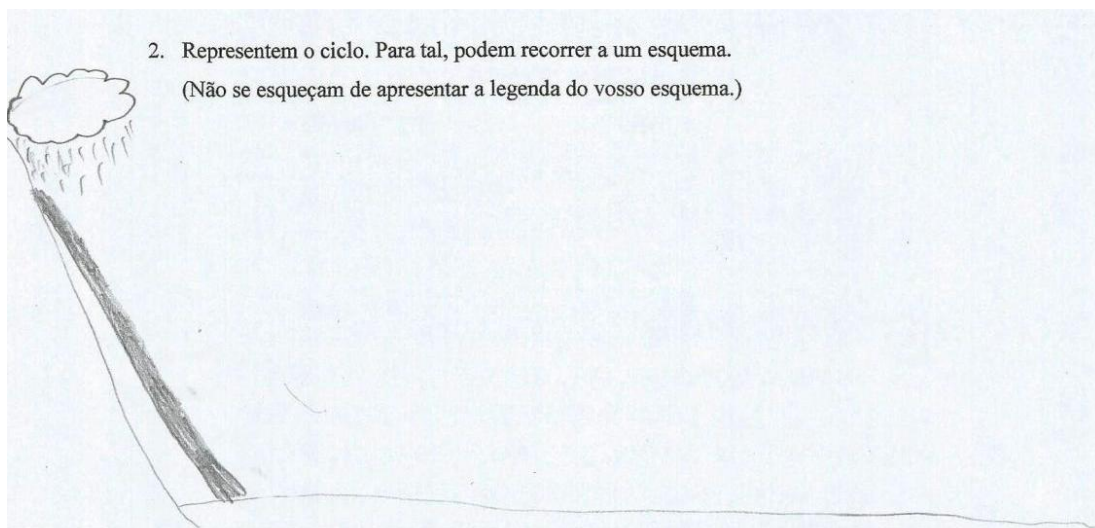 2. Representem o ciclo. Para tal, podem recorrer a um esquema.
(Não se esqueçam de apresentar a legenda do vosso esquema.)